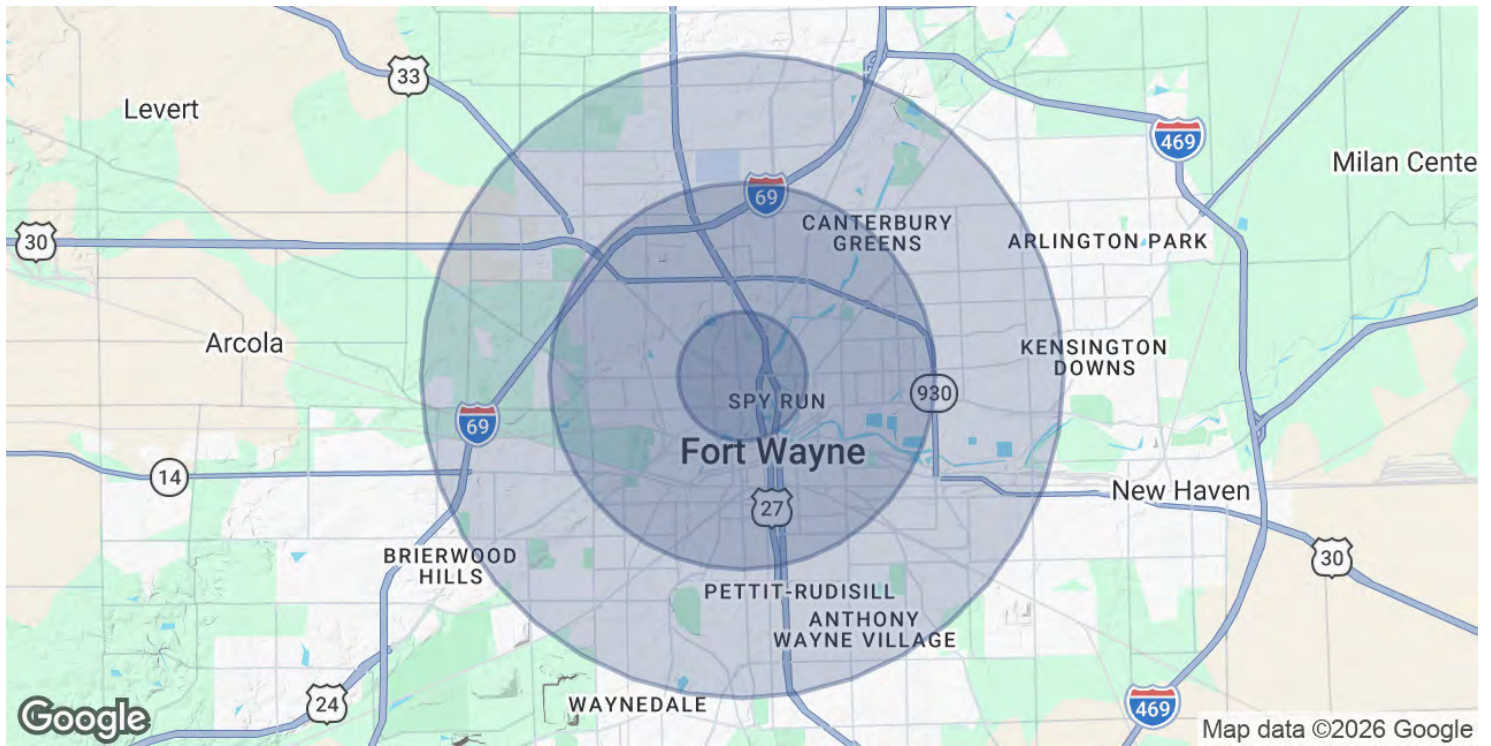 33
Levert
469
Milan Cente
69
CANTERBURY
GREENS
30
ARLINGTON PARK
Arcola
KENSINGTON
DOWNS
930
SPY RUN
69
Fort Wayne
14
New Haven
27
BRIERWOOD
HILLS
30
PETTIT-RUDISILL
ANTHONY
WAYNE VILLAGE
24
WAYNEDALE
469
Google
Map data ©2026 Google